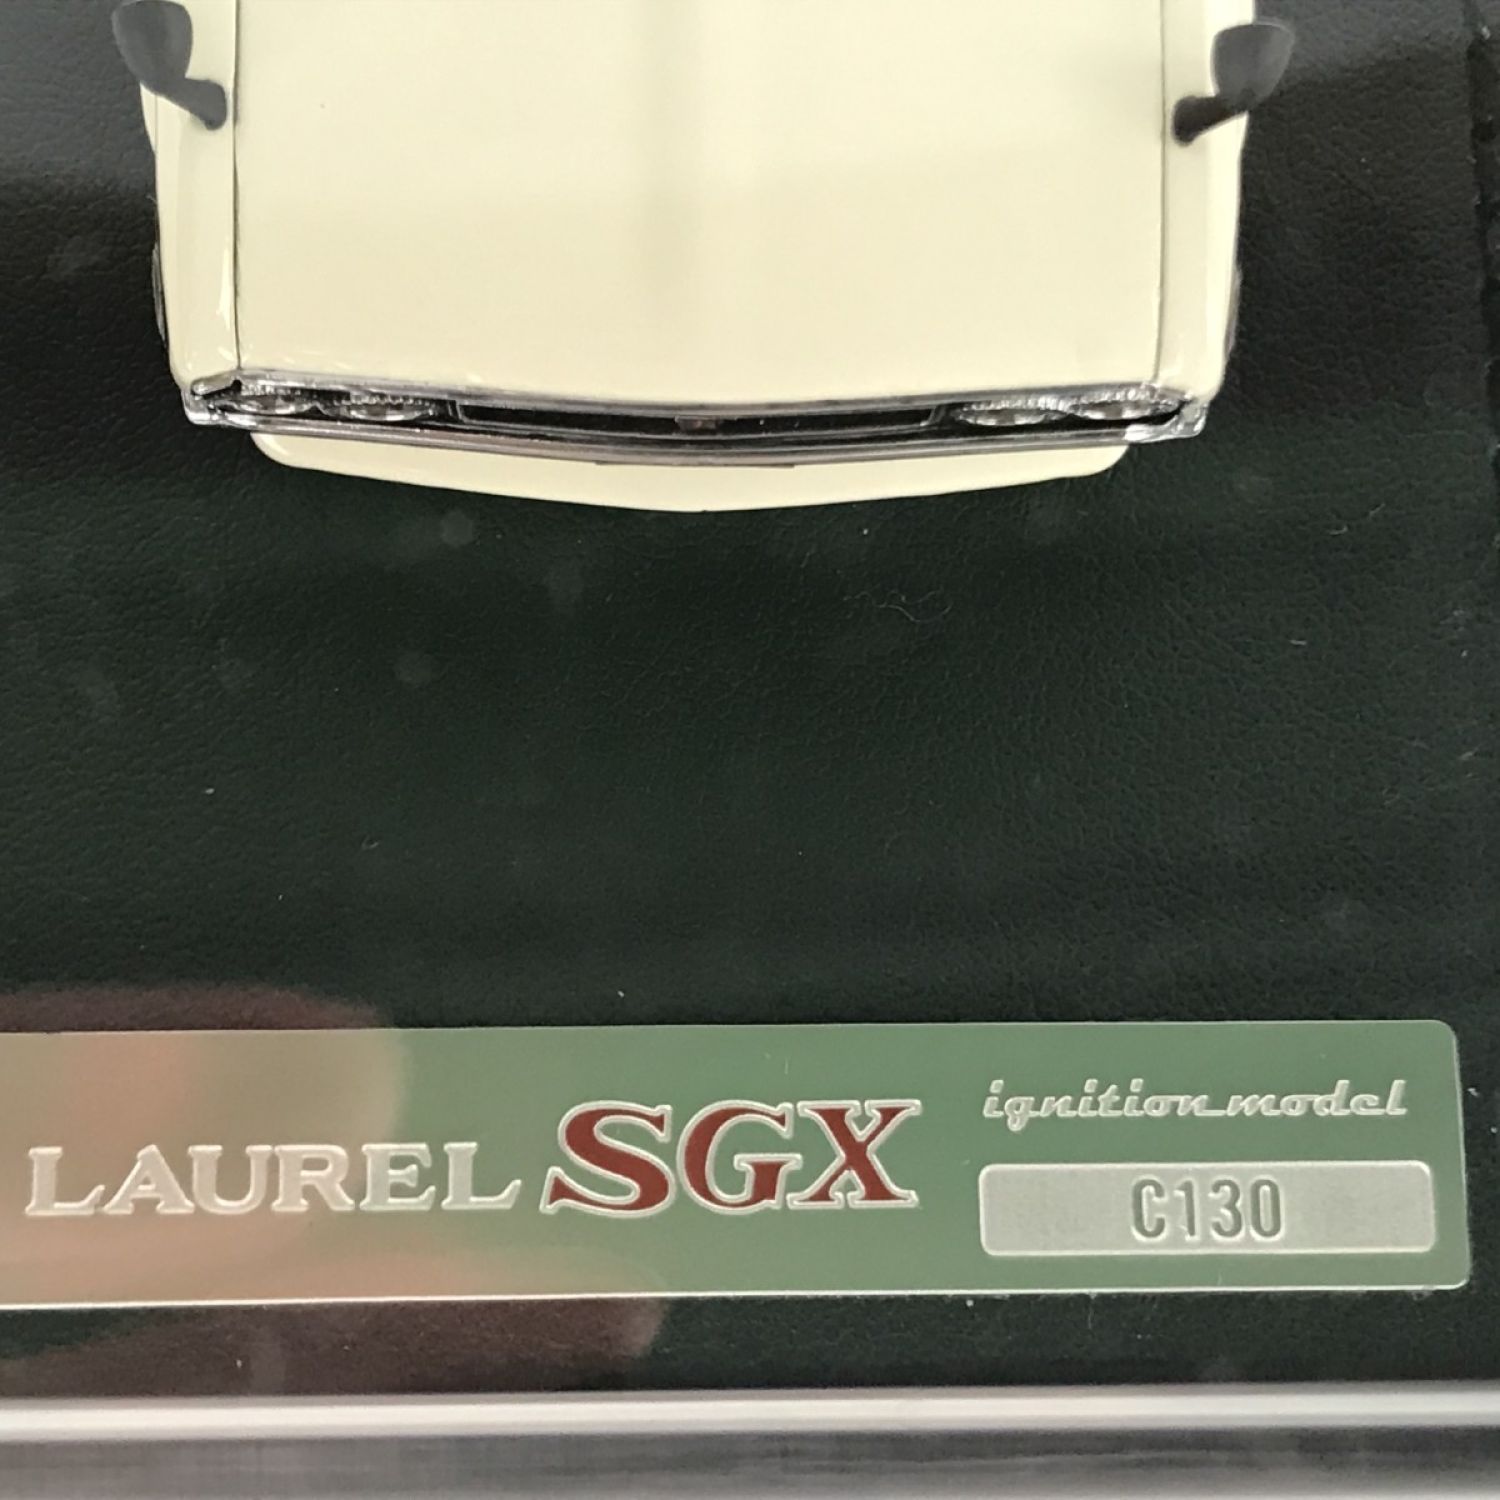 LAUREL SGX
ignition model
C130